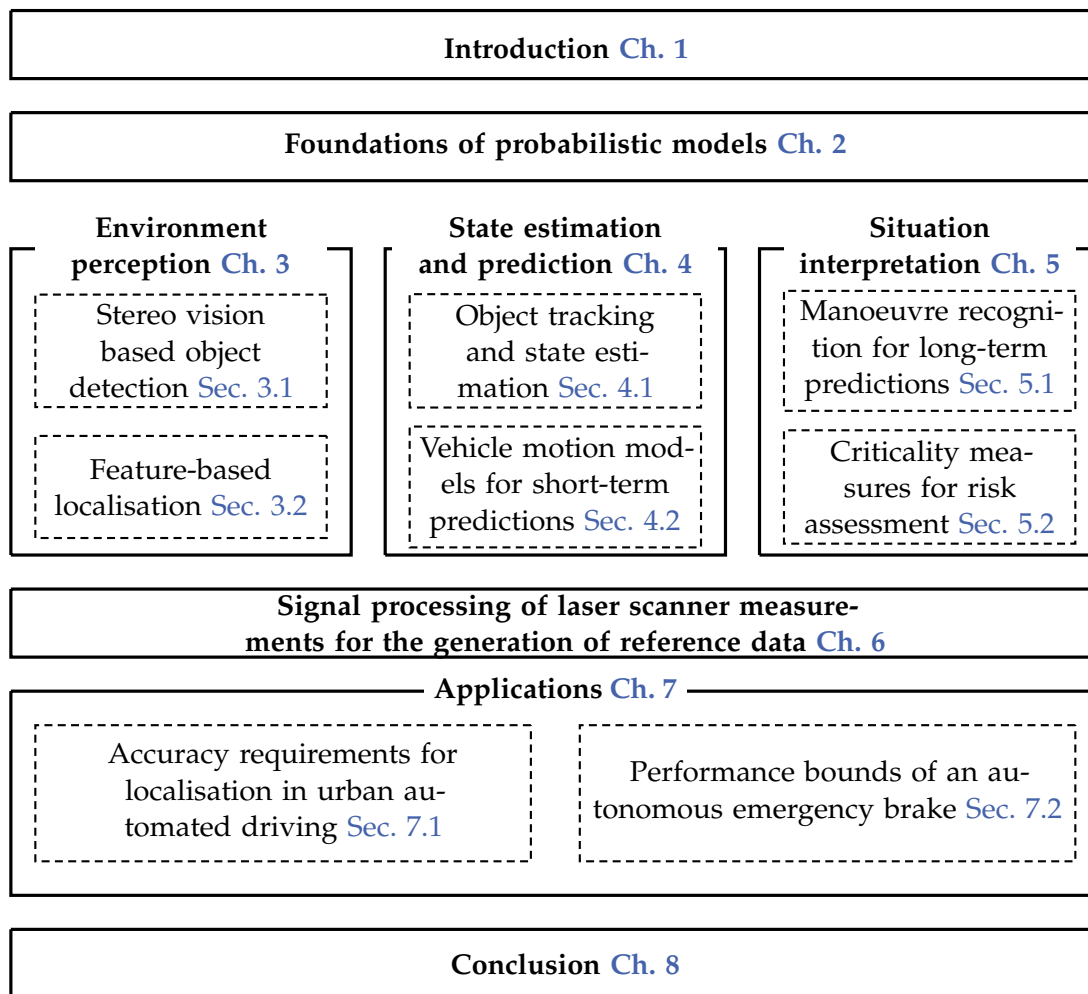 Introduction Ch. 1
Foundations of probabilistic models Ch. 2
Environment
perception Ch. 3
Stereo vision
based object
detection Sec. 3.1
Feature-based
localisation Sec. 3.2
State estimation
and prediction Ch. 4
Object tracking
and state esti-
mation Sec. 4.1
Vehicle motion mod-
els for short-term
predictions Sec. 4.2
Situation
interpretation Ch. 5
Manoeuvre recogni-
tion for long-term
predictions Sec. 5.1
Criticality mea-
sures for risk
assessment Sec. 5.2
Signal processing of laser scanner measure-
ments for the generation of reference data Ch. 6
Applications Ch. 7
Accuracy requirements for
localisation in urban au-
tomated driving Sec. 7.1
Performance bounds of an au-
tonomous emergency brake Sec. 7.2
Conclusion Ch. 8